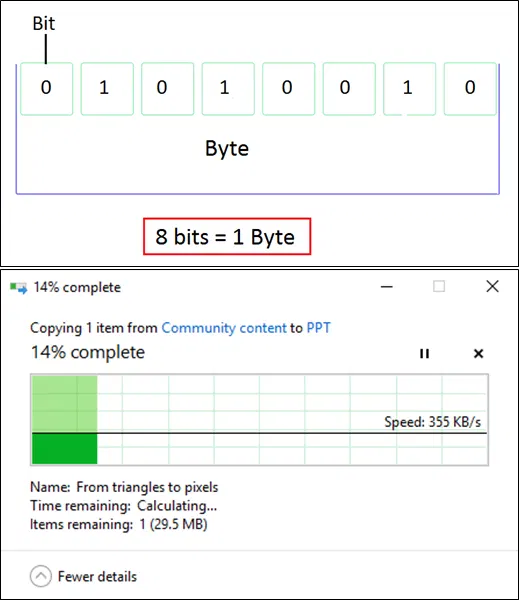 Bit
0 1 0 1 0 0 1 0
Byte
8 bits = 1 Byte
14% complete
Copying 1 item from Community content to PPT
14% complete
Speed: 355 KB/s
Name: From triangles to pixels
Time remaining: Calculating...
Items remaining: 1 (29.5 MB)
Fewer details